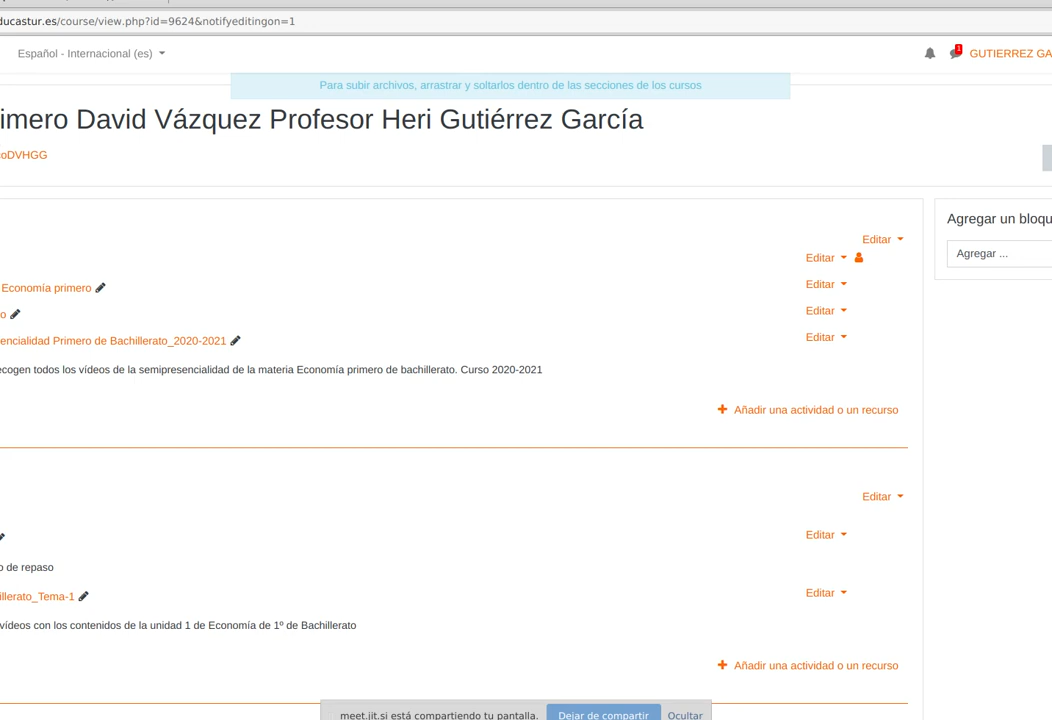 ducastur.es/course/view.php?id=9624&notifyeditingon=1
Español - Internacional (es)
1
GUTIERREZ GA
Para subir archivos, arrastrar y soltarlos dentro de las secciones de los cursos
imero David Vázquez Profesor Heri Gutiérrez García
oDVHGG
Agregar un bloqu
Editar
Agregar ...
Editar
Economía primero
Editar
o
Editar
encialidad Primero de Bachillerato_2020-2021
Editar
ecogen todos los vídeos de la semipresencialidad de la materia Economía primero de bachillerato. Curso 2020-2021
Añadir una actividad o un recurso
Editar
Editar
o de repaso
illerato_Tema-1
Editar
vídeos con los contenidos de la unidad 1 de Economía de 1º de Bachillerato
Añadir una actividad o un recurso
meet.jit.si está compartiendo tu pantalla.
Dejar de compartir
Ocultar